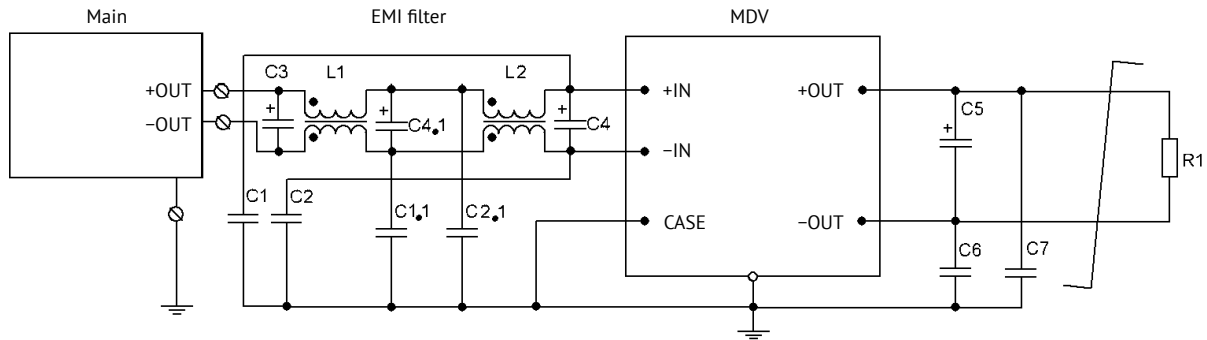 Main
EMI filter
MDV
C3
L1
L2
+OUT
+
C4.1
+
C4
+IN
+OUT
C5
−OUT
−IN
+
R1
C1
C2
C1.1
C2.1
CASE
−OUT
C6
C7